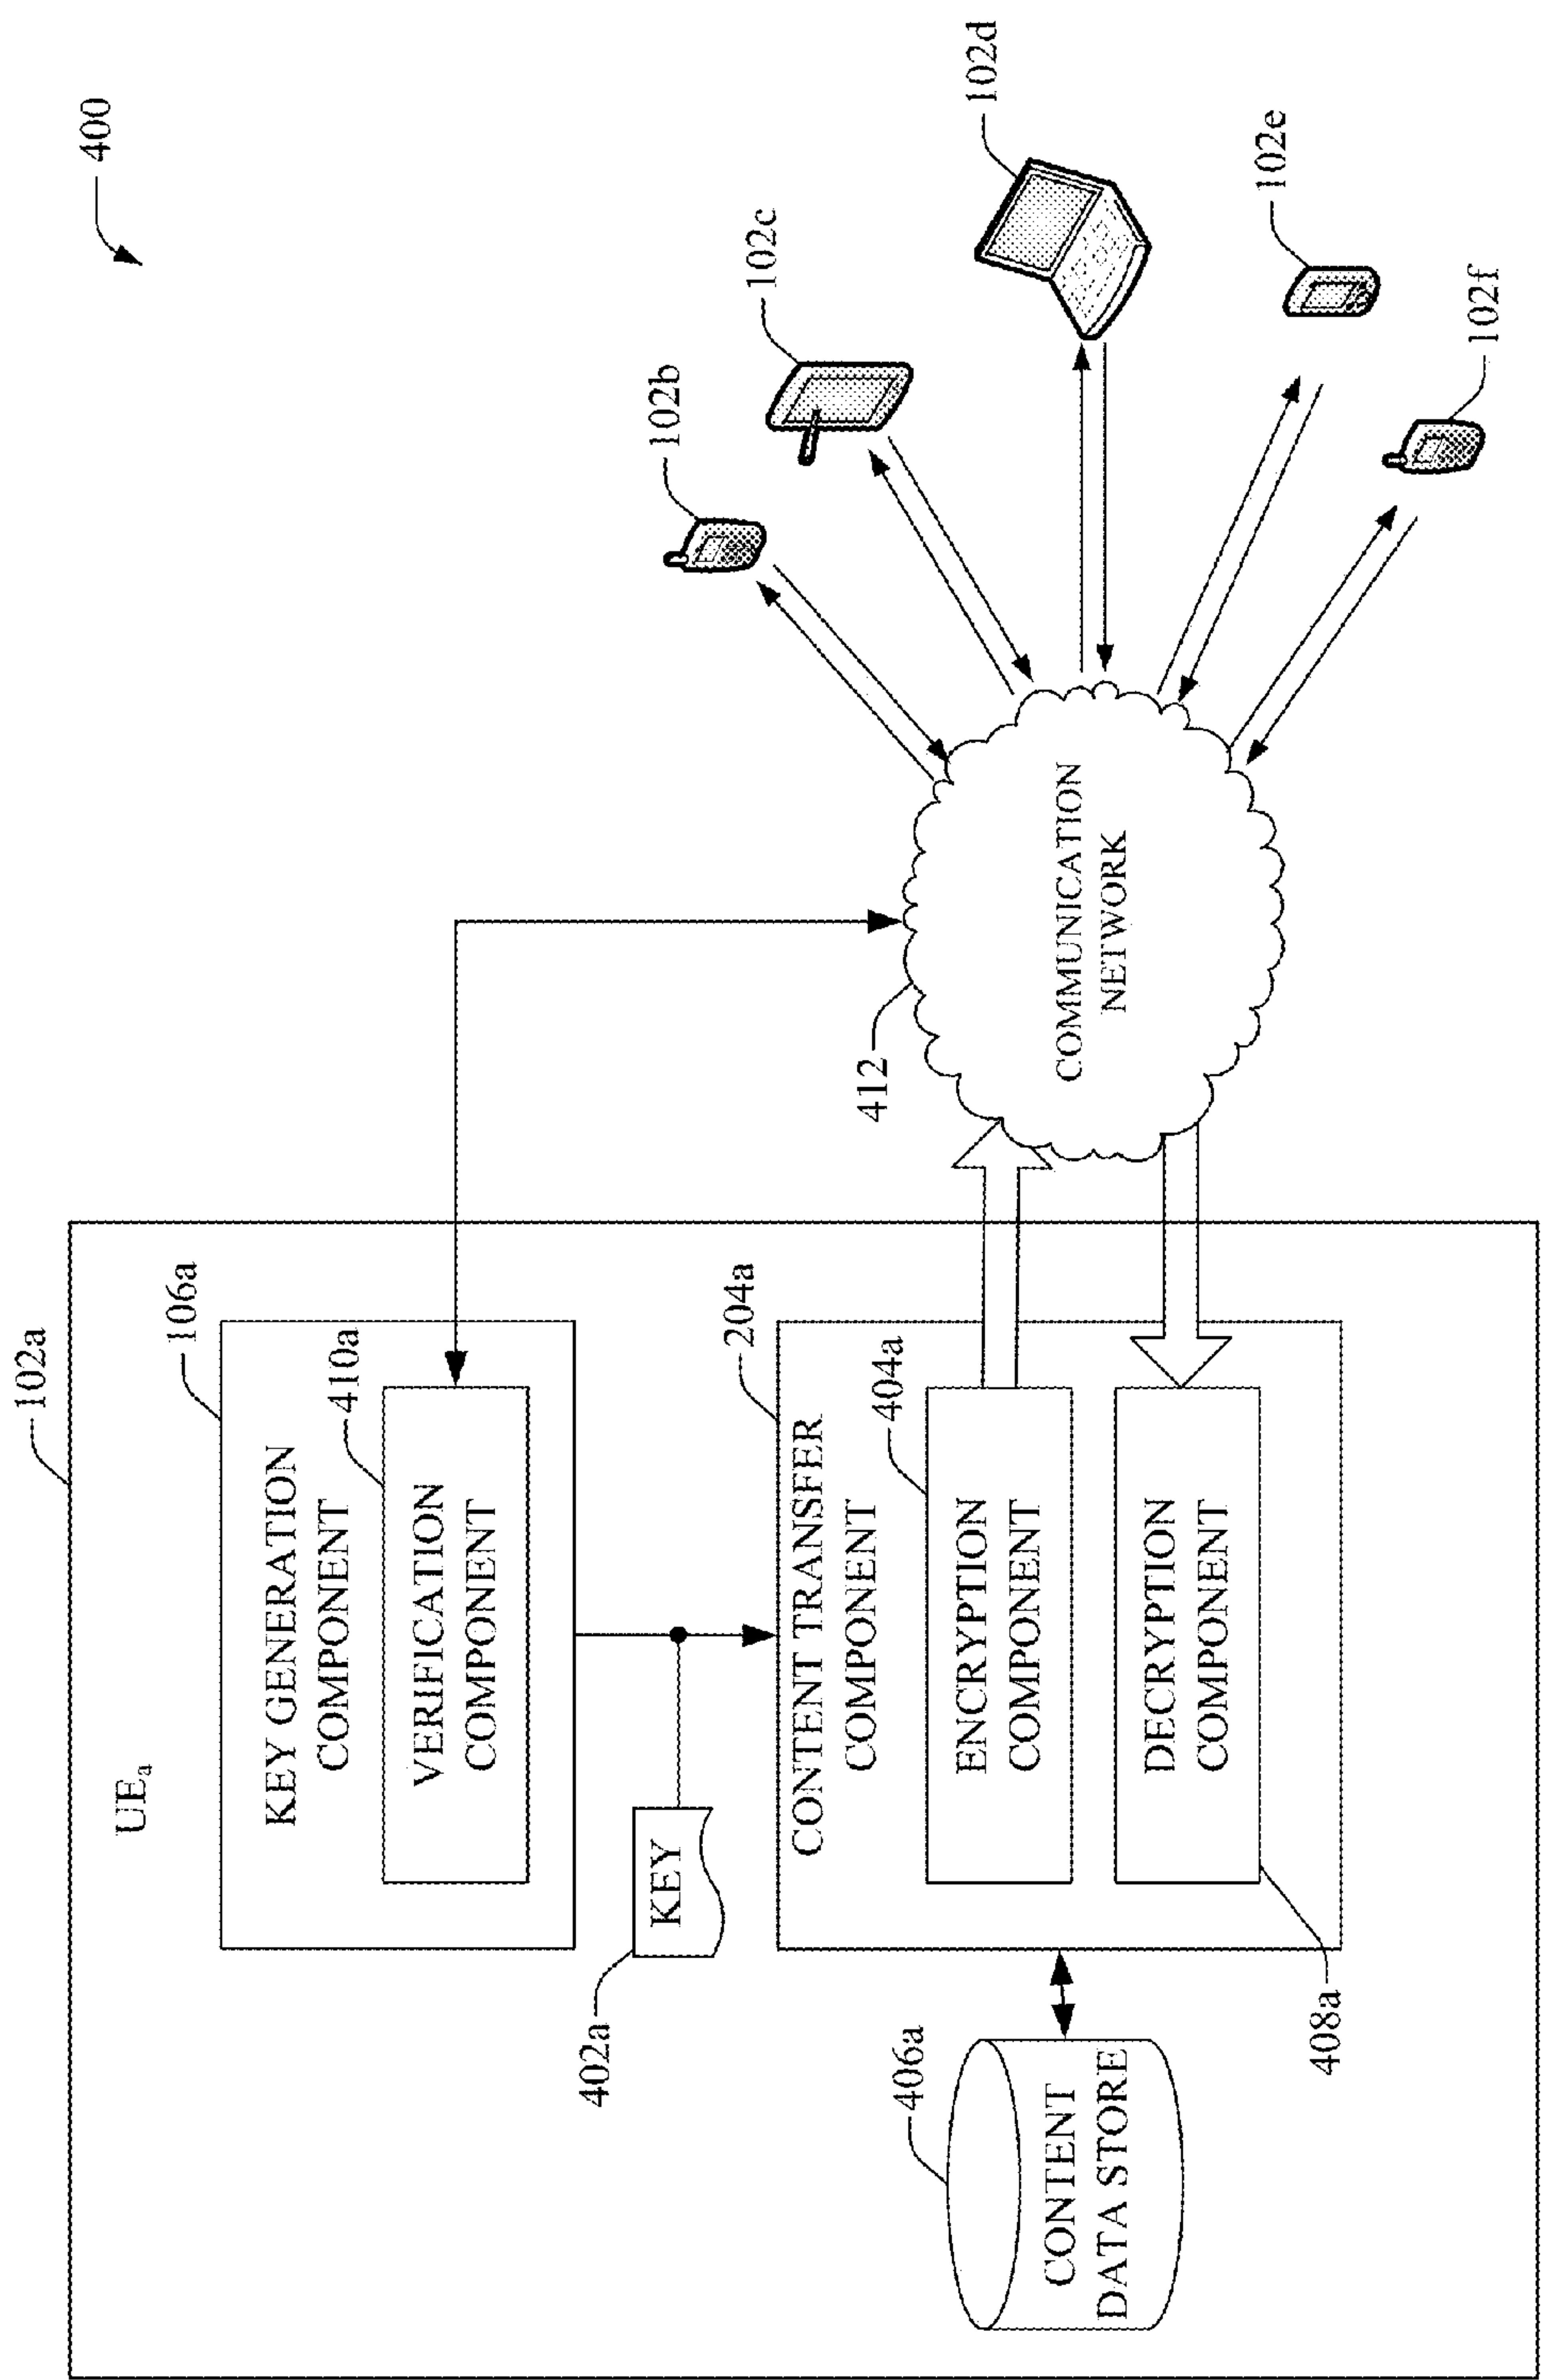 400
102a
UEa
106a
KEY GENERATION
COMPONENT
410a
VERIFICATION
COMPONENT
402a
KEY
204a
CONTENT TRANSFER
COMPONENT
404a
ENCRYPTION
COMPONENT
DECRYPTION
COMPONENT
408a
406a
CONTENT
DATA STORE
412
COMMUNICATION
NETWORK
102b
102c
102d
102e
102f